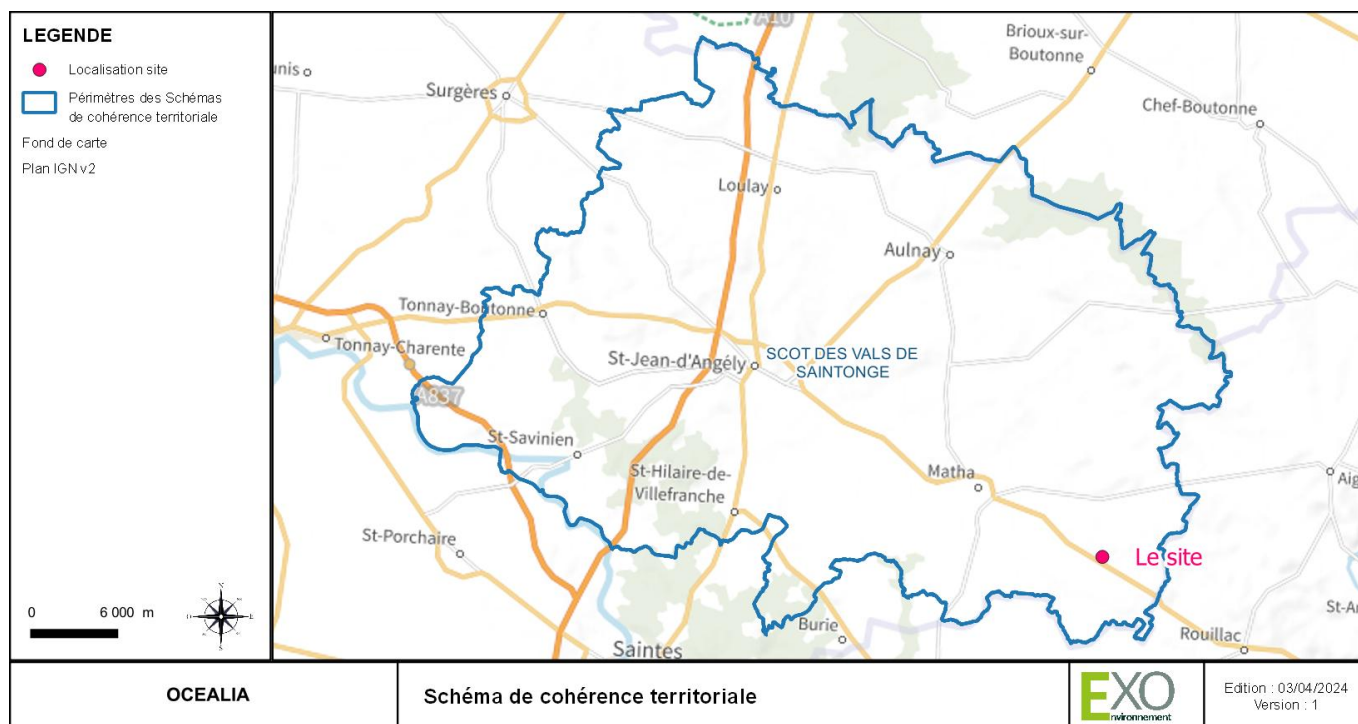 LEGENDE
Localisation site
Périmètres des Schémas
de cohérence territoriale
Fond de carte
Plan IGN v2
0 6 000 m
A10
Brioux-sur-
Boutonne
Surgères
Chef-Boutonne
Loulay
Aulnay
Tonnay-Boutonne
Tonnay-Charente
St-Jean-d'Angély
SCOT DES VALS DE
SAINTONGE
A837
St-Savinien
St-Hilaire-de-
Villefranche
Matha
St-Porchaire
Le site
Burie
Rouillac
Saintes
OCEALIA
Schéma de cohérence territoriale
EXO
nvironnement
Edition : 03/04/2024
Version : 1